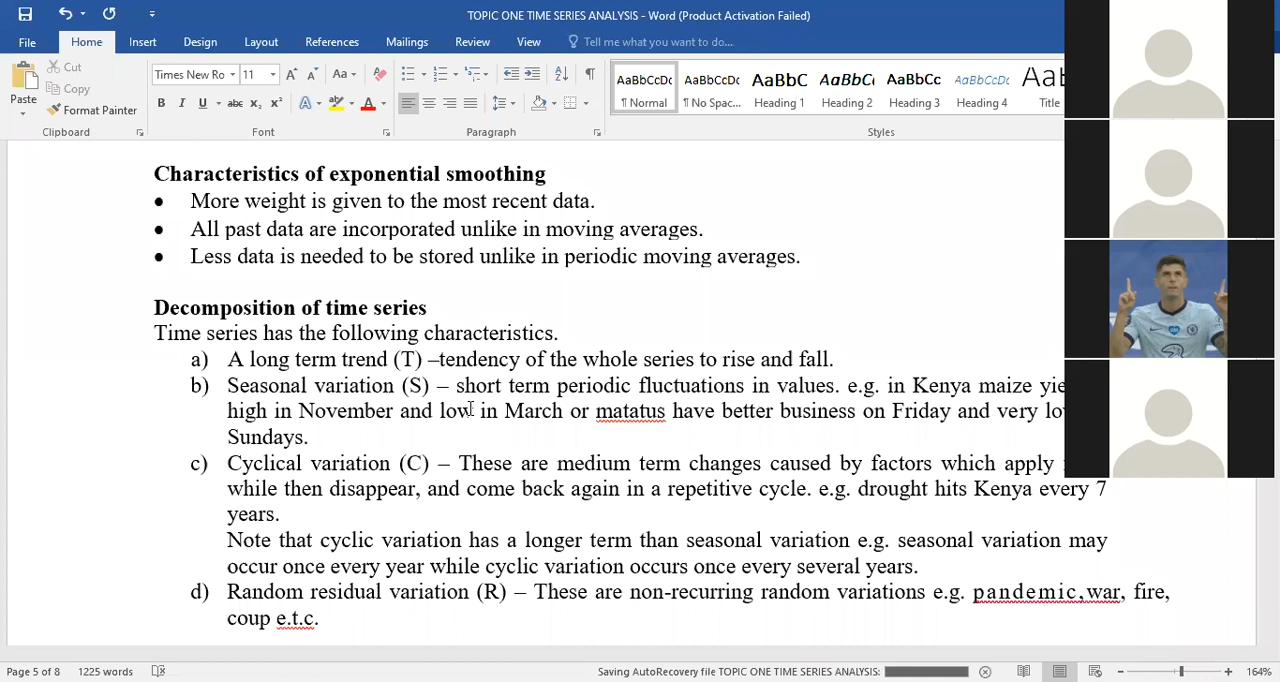 TOPIC ONE TIME SERIES ANALYSIS - Word (Product Activation Failed)
File Home Insert Design Layout References Mailings Review View Tell me what you want to do...
Cut
Copy
Paste
Format Painter
Clipboard
Times New Ro 11
Aa
B I U abc x₂ x² A A
Font
Paragraph
AaBbCcDc AaBbCcDc AaBbC AaBbCc AaBbCc AaBbCcDc Aab
¶ Normal ¶ No Spac... Heading 1 Heading 2 Heading 3 Heading 4 Title
Styles
Characteristics of exponential smoothing
• More weight is given to the most recent data.
• All past data are incorporated unlike in moving averages.
• Less data is needed to be stored unlike in periodic moving averages.
Decomposition of time series
Time series has the following characteristics.
a) A long term trend (T) –tendency of the whole series to rise and fall.
b) Seasonal variation (S) – short term periodic fluctuations in values. e.g. in Kenya maize
high in November and low in March or matatus have better business on Friday and very
Sundays.
c) Cyclical variation (C) – These are medium term changes caused by factors which apply
while then disappear, and come back again in a repetitive cycle. e.g. drought hits Kenya every 7
years.
Note that cyclic variation has a longer term than seasonal variation e.g. seasonal variation may
occur once every year while cyclic variation occurs once every several years.
d) Random residual variation (R) – These are non-recurring random variations e.g. pandemic,war, fire,
coup e.t.c.
Page 5 of 8 1225 words Saving AutoRecovery file TOPIC ONE TIME SERIES ANALYSIS: 164%